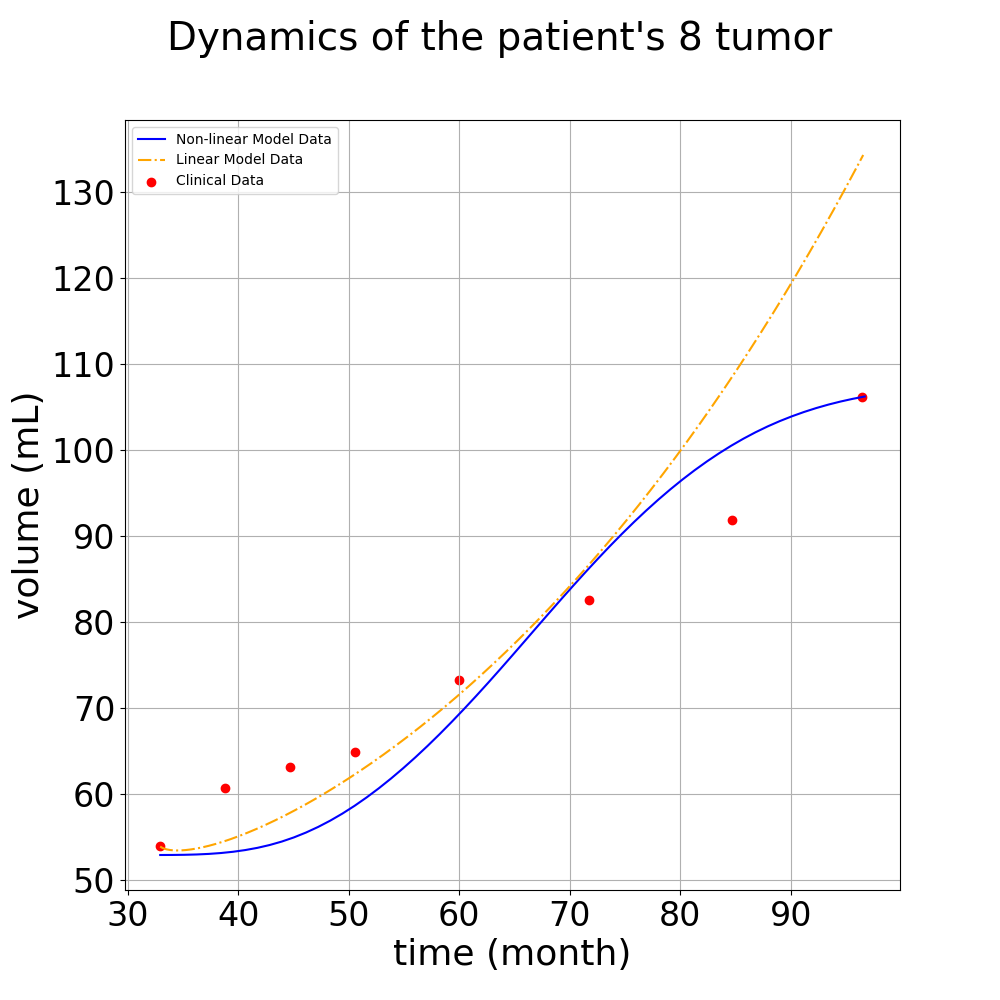 Dynamics of the patient's 8 tumor
Non-linear Model Data
Linear Model Data
Clinical Data
130
120
110
100
90
80
70
60
50
volume (mL)
30 40 50 60 70 80 90
time (month)